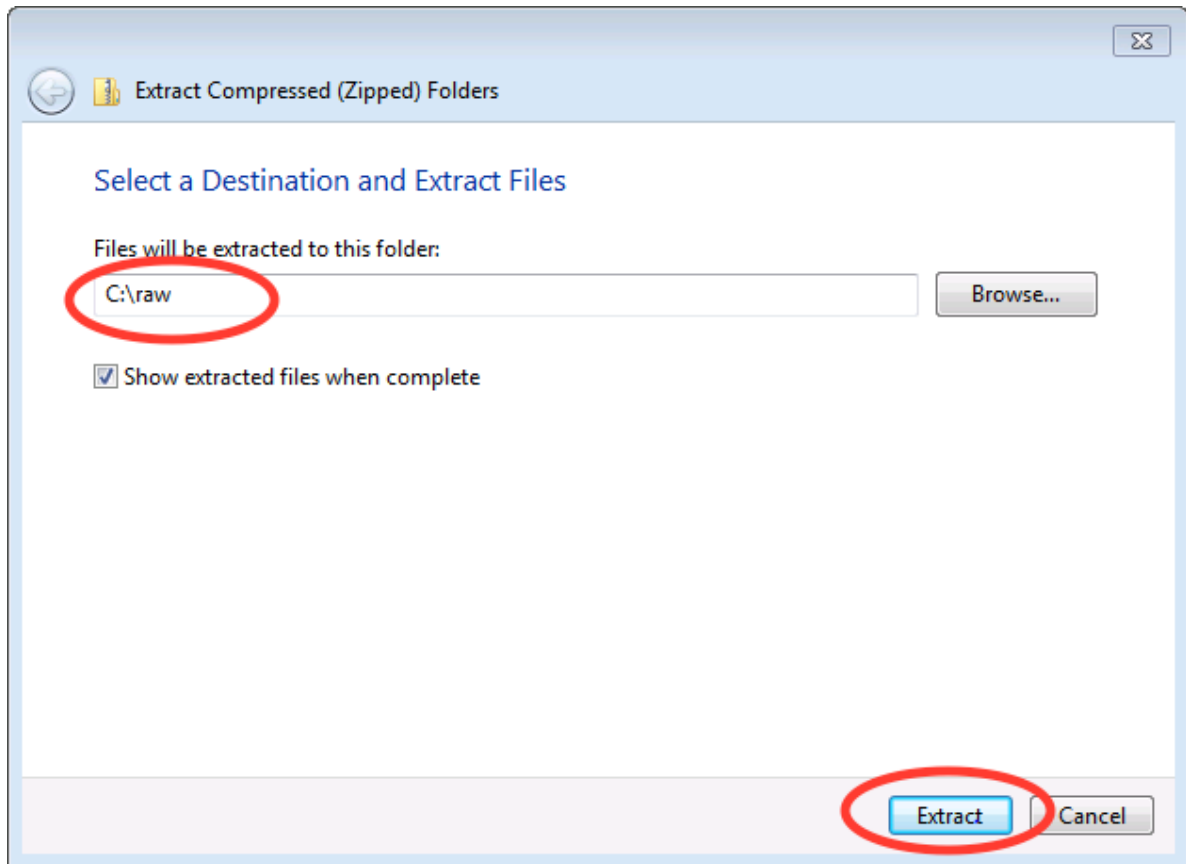 Extract Compressed (Zipped) Folders
Select a Destination and Extract Files
Files will be extracted to this folder:
C:\raw
Browse...
Show extracted files when complete
Extract
Cancel